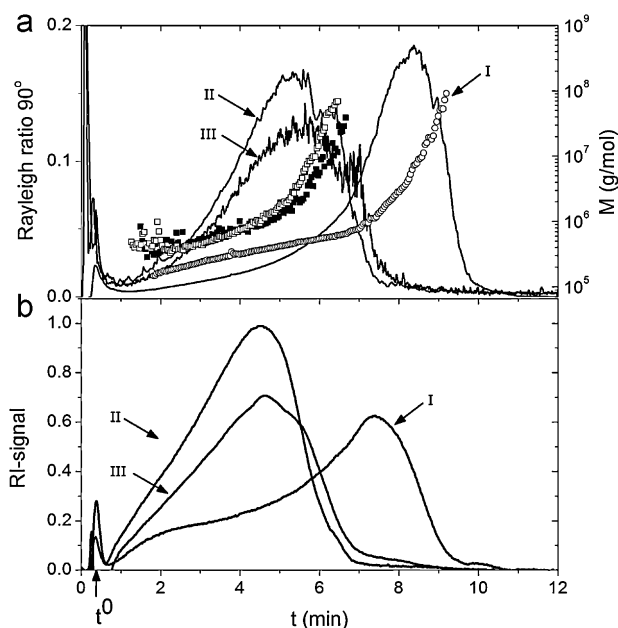 a
0.2
0.1
0.0
Rayleigh ratio 90°
10⁹
10⁸
10⁷
10⁶
10⁵
M (g/mol)
II
III
I
b
1.0
0.8
0.6
0.4
0.2
0.0
RI-signal
II
III
I
0 2 4 6 8 10 12
t⁰
t (min)